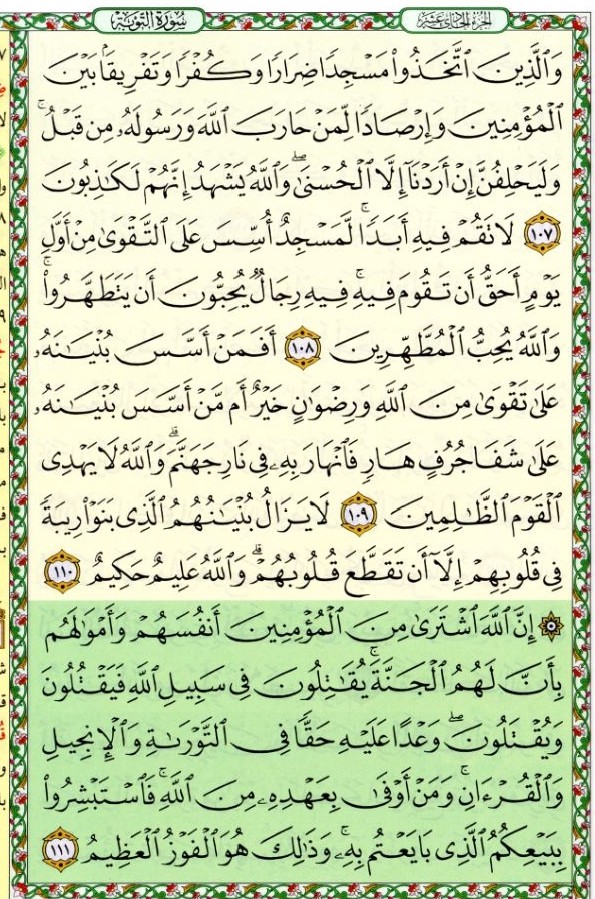 سُورَةُ التَّوْبَةِ
الجزء الحادي عشر
وَٱلَّذِينَ ٱتَّخَذُوا۟ مَسْجِدًا ضِرَارًا وَكُفْرًا وَتَفْرِيقًۢا بَيْنَ
ٱلْمُؤْمِنِينَ وَإِرْصَادًا لِّمَنْ حَارَبَ ٱللَّهَ وَرَسُولَهُۥ مِن قَبْلُ ۚ
وَلَيَحْلِفُنَّ إِنْ أَرَدْنَآ إِلَّا ٱلْحُسْنَىٰ ۖ وَٱللَّهُ يَشْهَدُ إِنَّهُمْ لَكَٰذِبُونَ
١٠٧ لَا تَقُمْ فِيهِ أَبَدًا ۚ لَّمَسْجِدٌ أُسِّسَ عَلَى ٱلتَّقْوَىٰ مِنْ أَوَّلِ
يَوْمٍ أَحَقُّ أَن تَقُومَ فِيهِ ۚ فِيهِ رِجَالٌ يُحِبُّونَ أَن يَتَطَهَّرُوا۟ ۚ
وَٱللَّهُ يُحِبُّ ٱلْمُطَّهِّرِينَ ١٠٨ أَفَمَنْ أَسَّسَ بُنْيَٰنَهُۥ
عَلَىٰ تَقْوَىٰ مِنَ ٱللَّهِ وَرِضْوَٰنٍ خَيْرٌ أَم مَّنْ أَسَّسَ بُنْيَٰنَهُۥ
عَلَىٰ شَفَا جُرُفٍ هَارٍ فَٱنْهَارَ بِهِۦ فِى نَارِ جَهَنَّمَ ۗ وَٱللَّهُ لَا يَهْدِى
ٱلْقَوْمَ ٱلظَّٰلِمِينَ ١٠٩ لَا يَزَالُ بُنْيَٰنُهُمُ ٱلَّذِى بَنَوْا۟ رِيبَةً
فِى قُلُوبِهِمْ إِلَّآ أَن تَقَطَّعَ قُلُوبُهُمْ ۗ وَٱللَّهُ عَلِيمٌ حَكِيمٌ ١١٠
۞ إِنَّ ٱللَّهَ ٱشْتَرَىٰ مِنَ ٱلْمُؤْمِنِينَ أَنفُسَهُمْ وَأَمْوَٰلَهُم
بِأَنَّ لَهُمُ ٱلْجَنَّةَ ۚ يُقَٰتِلُونَ فِى سَبِيلِ ٱللَّهِ فَيَقْتُلُونَ
وَيُقْتَلُونَ ۖ وَعْدًا عَلَيْهِ حَقًّا فِى ٱلتَّوْرَىٰةِ وَٱلْإِنجِيلِ
وَٱلْقُرْءَانِ ۚ وَمَنْ أَوْفَىٰ بِعَهْدِهِۦ مِنَ ٱللَّهِ ۚ فَٱسْتَبْشِرُوا۟
بِبَيْعِكُمُ ٱلَّذِى بَايَعْتُم بِهِۦ ۚ وَذَٰلِكَ هُوَ ٱلْفَوْزُ ٱلْعَظِيمُ ١١١